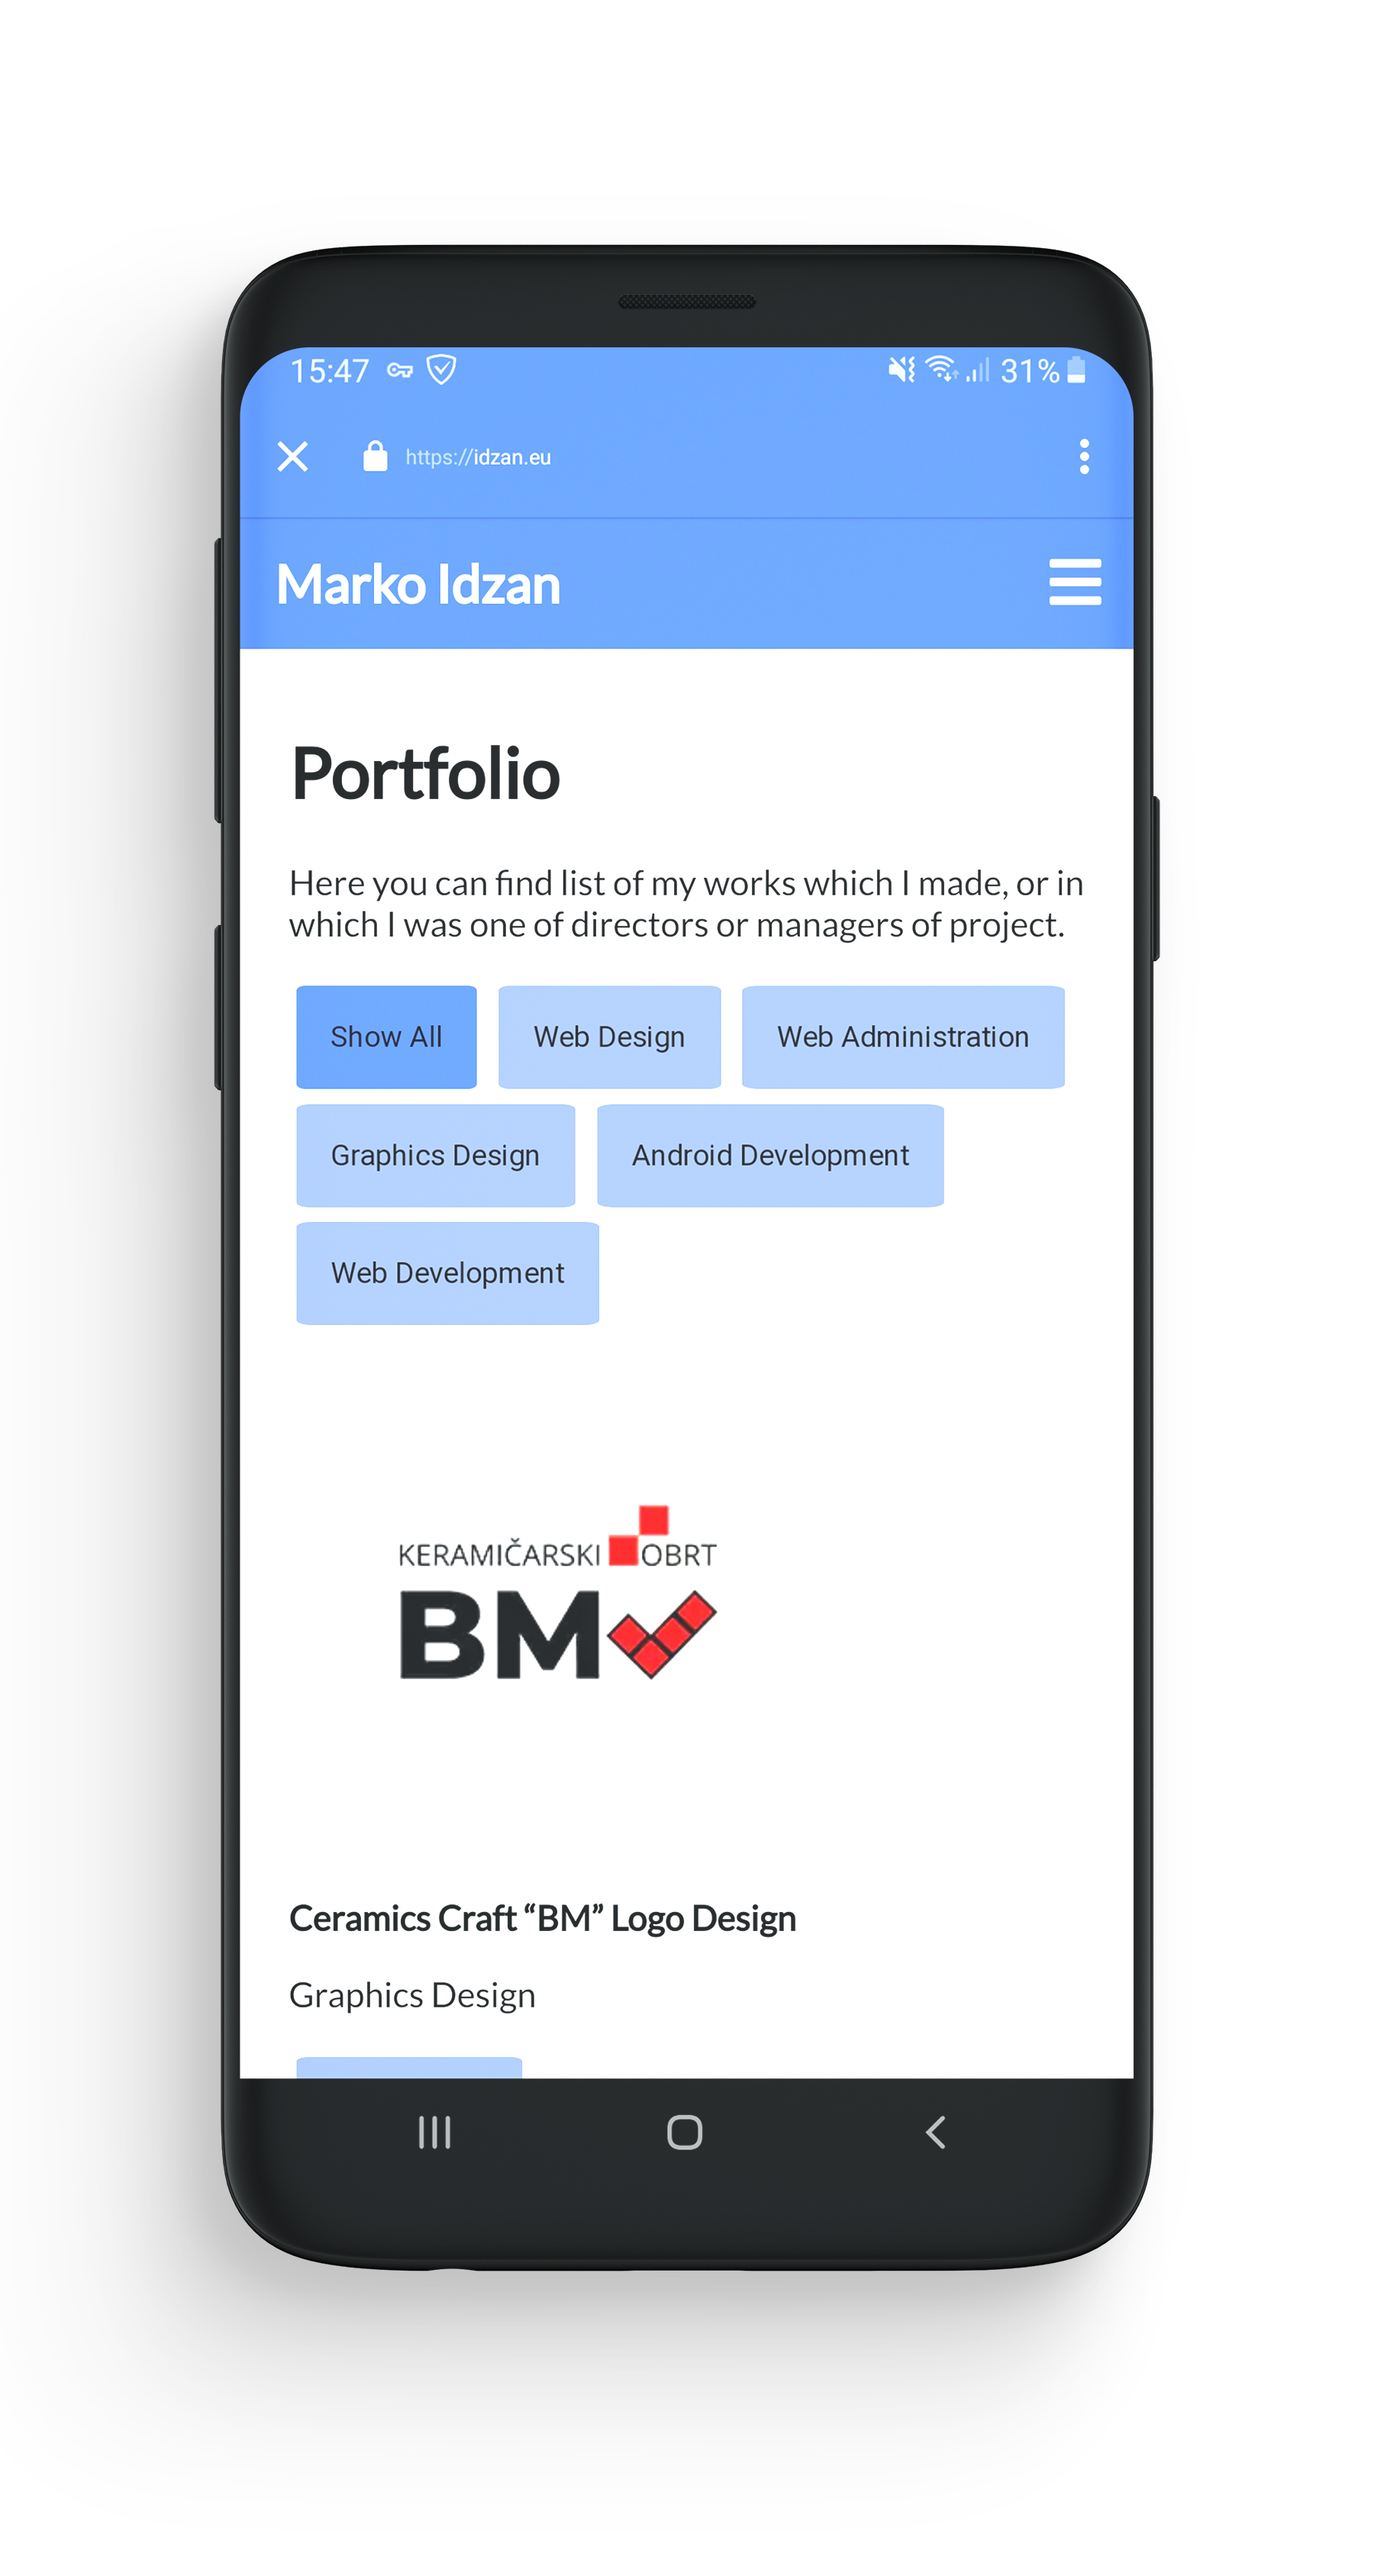 15:47 31%
https://idzan.eu
Marko Idzan
Portfolio
Here you can find list of my works which I made, or in
which I was one of directors or managers of project.
Show All Web Design Web Administration
Graphics Design Android Development
Web Development
KERAMIČARSKI OBRT
BM
Ceramics Craft “BM” Logo Design
Graphics Design